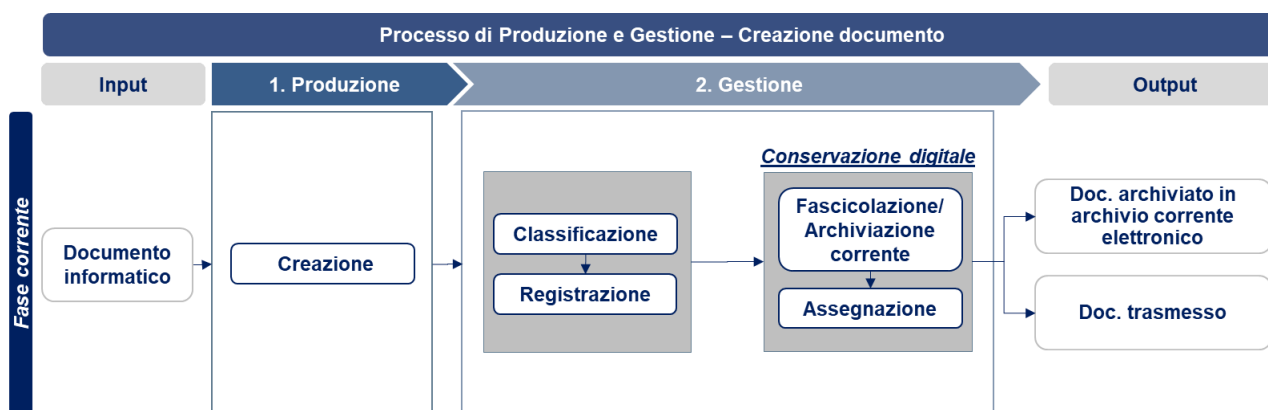 Processo di Produzione e Gestione – Creazione documento
Input
1. Produzione
2. Gestione
Output
Fase corrente
Documento
informatico
Creazione
Classificazione
Registrazione
Conservazione digitale
Fascicolazione/
Archiviazione
corrente
Assegnazione
Doc. archiviato in
archivio corrente
elettronico
Doc. trasmesso